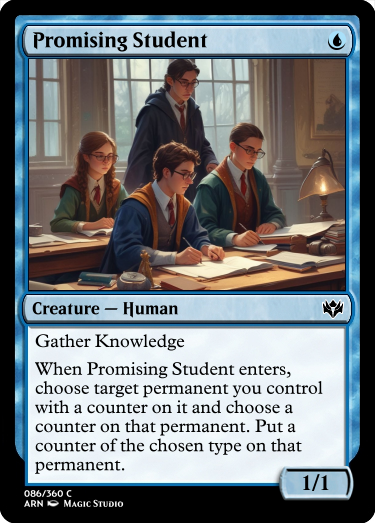 Promising Student
Creature — Human
Gather Knowledge
When Promising Student enters,
choose target permanent you control
with a counter on it and choose a
counter on that permanent. Put a
counter of the chosen type on that
permanent.
086/360 C
ARN Magic Studio
1/1